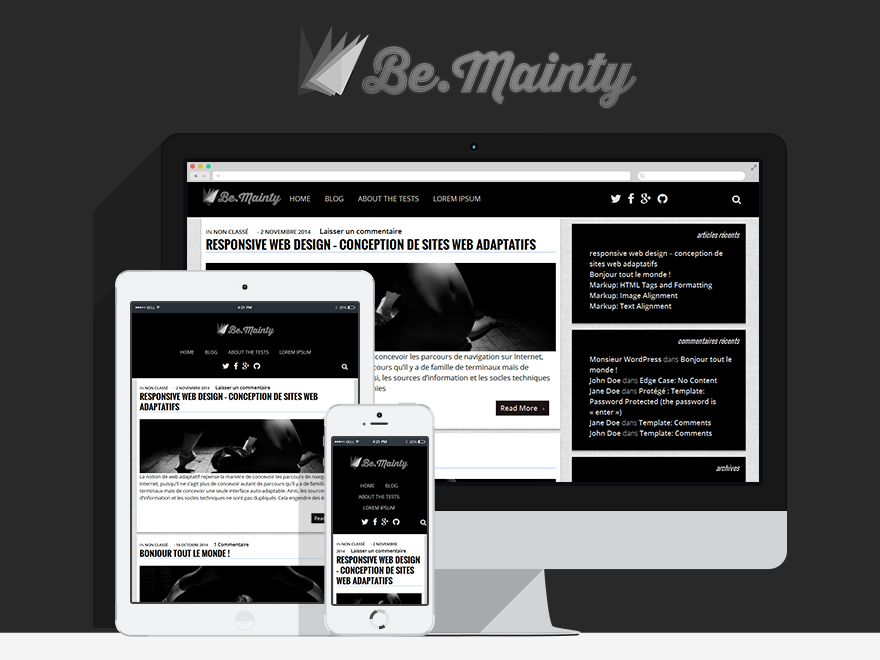 Be.Mainty
Be.Mainty HOME BLOG ABOUT THE TESTS LOREM IPSUM
IN NON CLASSÉ - 2 NOVEMBRE 2014 Laisser un commentaire
RESPONSIVE WEB DESIGN - CONCEPTION DE SITES WEB ADAPTATIFS
concevoir les parcours de navigation sur Internet,
cours qu'il y a de famille de terminaux mais de
si, les sources d'information et les socles techniques
Read More ›
articles récents
responsive web design – conception de
sites web adaptatifs
Bonjour tout le monde !
Markup: HTML Tags and Formatting
Markup: Image Alignment
Markup: Text Alignment
commentaires récents
Monsieur WordPress dans Bonjour tout le
monde !
John Doe dans Edge Case: No Content
Jane Doe dans Protégé : Template:
Password Protected (the password is
« enter »)
Jane Doe dans Template: Comments
John Doe dans Template: Comments
archives
BELL 4:21 PM 22%
Be.Mainty
HOME BLOG ABOUT THE TESTS LOREM IPSUM
IN NON CLASSÉ - 2 NOVEMBRE 2014 Laisser un commentaire
RESPONSIVE WEB DESIGN - CONCEPTION DE SITES WEB
ADAPTATIFS
La notion de web adaptatif repense la manière de concevoir les parcours de navig
Internet, puisqu'il ne s'agit plus de concevoir autant de parcours qu'il y a de famille
terminaux mais de concevoir une seule interface auto-adaptable. Ainsi, les sources
d'information et les socles techniques ne sont pas dupliqués. Cela engendre des é
Read
IN NON CLASSÉ - 16 OCTOBRE 2014 1 Commentaire
BONJOUR TOUT LE MONDE !
BELL 4:21 PM 22%
Be.Mainty
HOME BLOG
ABOUT THE TESTS
LOREM IPSUM
IN NON CLASSÉ - 2 NOVEMBRE
2014 Laisser un commentaire
RESPONSIVE WEB DESIGN
- CONCEPTION DE SITES
WEB ADAPTATIFS